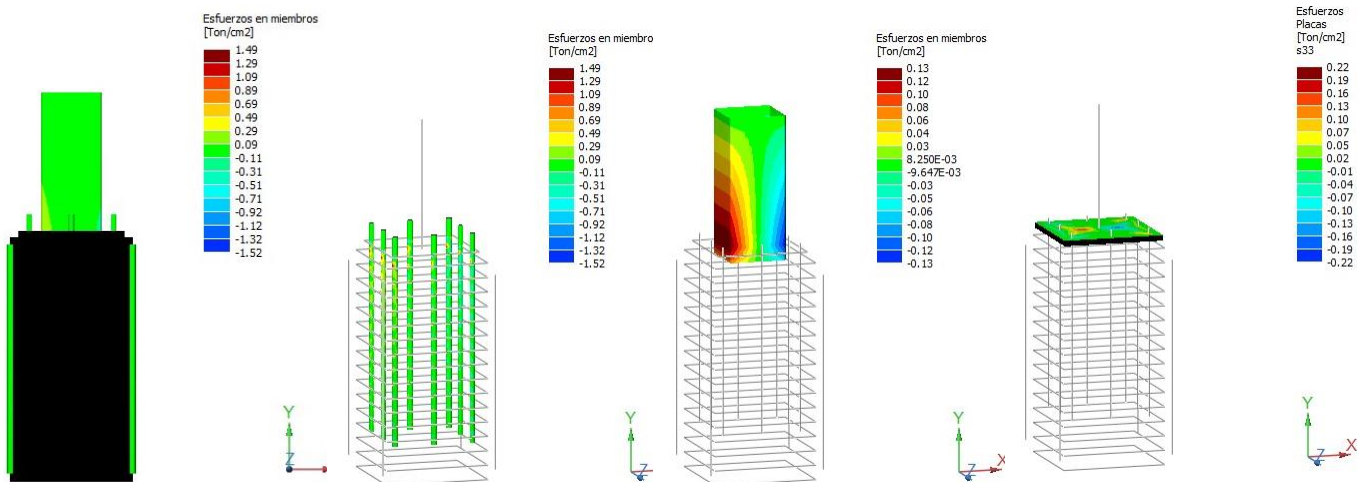 Esfuerzos en miembros
[Ton/cm2]
1.49
1.29
1.09
0.89
0.69
0.49
0.29
0.09
-0.11
-0.31
-0.51
-0.71
-0.92
-1.12
-1.32
-1.52
Y
Z
Esfuerzos en miembro
[Ton/cm2]
1.49
1.29
1.09
0.89
0.69
0.49
0.29
0.09
-0.11
-0.31
-0.51
-0.71
-0.92
-1.12
-1.32
-1.52
Y
Z
Esfuerzos en miembros
[Ton/cm2]
0.13
0.12
0.10
0.08
0.06
0.04
0.03
8.250E-03
-9.647E-03
-0.03
-0.05
-0.06
-0.08
-0.10
-0.12
-0.13
Y
Z
X
Esfuerzos
Placas
[Ton/cm2]
s33
0.22
0.19
0.16
0.13
0.10
0.07
0.05
0.02
-0.01
-0.04
-0.07
-0.10
-0.13
-0.16
-0.19
-0.22
Y
Z
X